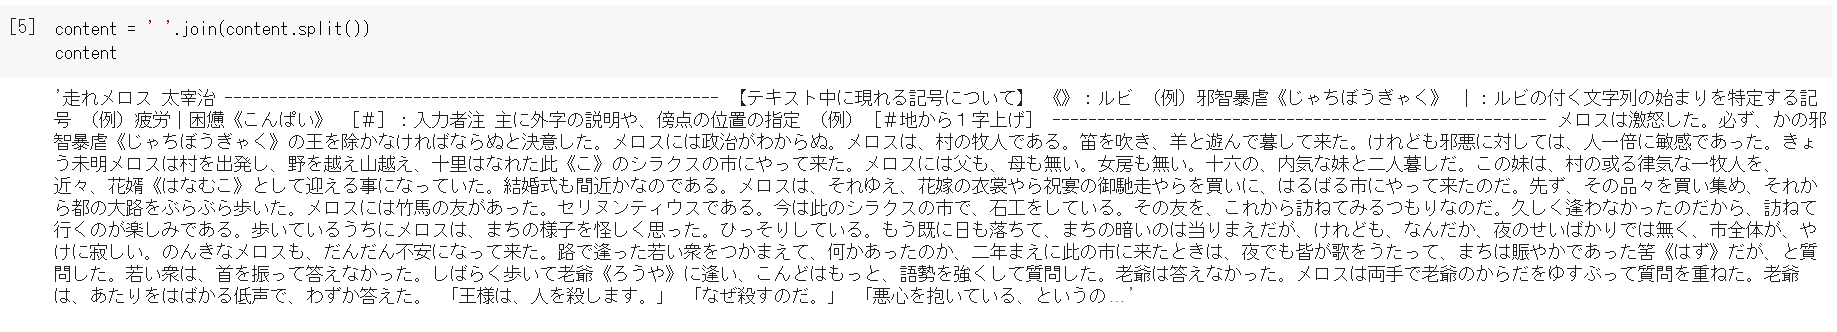 [5] content = ' '.join(content.split())
content
'走れメロス 太宰治 ------------------------------------------------------- 【テキスト中に現れる記号について】 《》：ルビ （例）邪智暴虐《じゃちぼうぎゃく》 ｜：ルビの付く文字列の始まりを特定する記
号 （例）疲労｜困憊《こんぱい》 ［＃］：入力者注 主に外字の説明や、傍点の位置の指定 （例）［＃地から１字上げ］ ------------------------------------------------------- メロスは激怒した。必ず、かの邪
智暴虐《じゃちぼうぎゃく》の王を除かなければならぬと決意した。メロスには政治がわからぬ。メロスは、村の牧人である。笛を吹き、羊と遊んで暮して来た。けれども邪悪に対しては、人一倍に敏感であった。きょ
う未明メロスは村を出発し、野を越え山越え、十里はなれた此《こ》のシラクスの市にやって来た。メロスには父も、母も無い。女房も無い。十六の、内気な妹と二人暮しだ。この妹は、村の或る律気な一牧人を、
近々、花婿《はなむこ》として迎える事になっていた。結婚式も間近かなのである。メロスは、それゆえ、花嫁の衣裳やら祝宴の御馳走やらを買いに、はるばる市にやって来たのだ。先ず、その品々を買い集め、それか
ら都の大路をぶらぶら歩いた。メロスには竹馬の友があった。セリヌンティウスである。今は此のシラクスの市で、石工をしている。その友を、これから訪ねてみるつもりなのだ。久しく逢わなかったのだから、訪ねて
行くのが楽しみである。歩いているうちにメロスは、まちの様子を怪しく思った。ひっそりしている。もう既に日も落ちて、まちの暗いのは当りまえだが、けれども、なんだか、夜のせいばかりでは無く、市全体が、や
けに寂しい。のんきなメロスも、だんだん不安になって来た。路で逢った若い衆をつかまえて、何かあったのか、二年まえに此の市に来たときは、夜でも皆が歌をうたって、まちは賑やかであった筈《はず》だが、と質
問した。若い衆は、首を振って答えなかった。しばらく歩いて老爺《ろうや》に逢い、こんどはもっと、語勢を強くして質問した。老爺は答えなかった。メロスは両手で老爺のからだをゆすぶって質問を重ねた。老爺
は、あたりをはばかる低声で、わずか答えた。 「王様は、人を殺します。」 「なぜ殺すのだ。」 「悪心を抱いている、というの...'